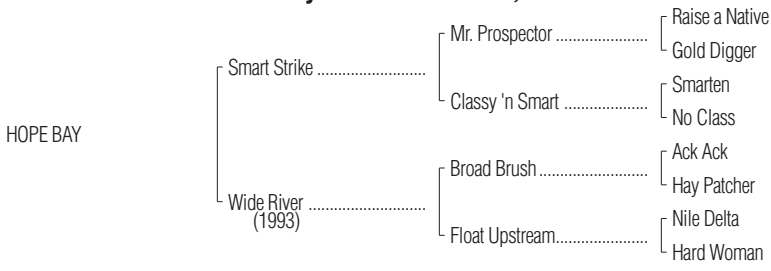 Raise a Native
Mr. Prospector ....................
Gold Digger
Smart Strike ..........................
Smarten
Classy 'n Smart ..................
No Class
HOPE BAY
Ack Ack
Broad Brush........................
Hay Patcher
Wide River ............................
(1993)
Nile Delta
Float Upstream....................
Hard Woman